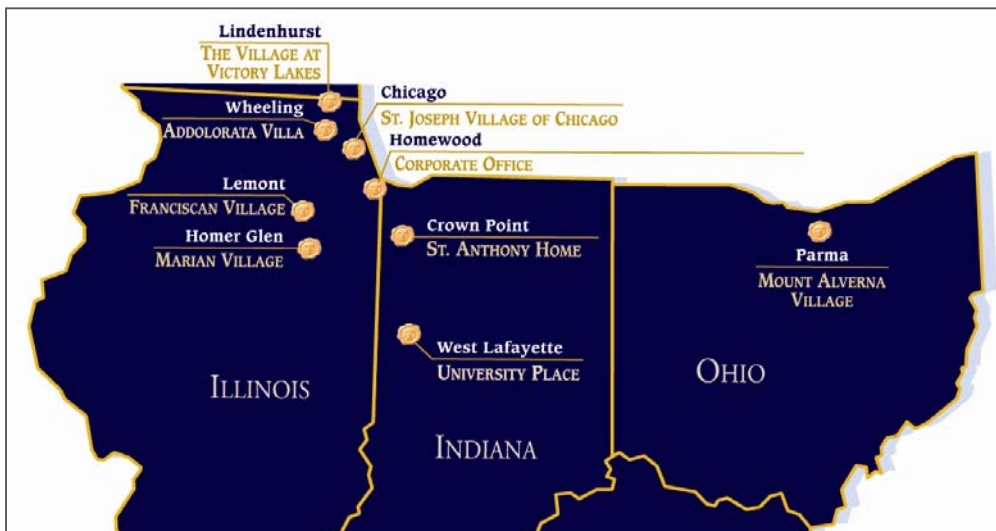 Lindenhurst
THE VILLAGE AT
VICTORY LAKES
Wheeling
ADDOLORATA VILLA
Chicago
ST. JOSEPH VILLAGE OF CHICAGO
Homewood
CORPORATE OFFICE
Lemont
FRANCISCAN VILLAGE
Homer Glen
MARIAN VILLAGE
Crown Point
ST. ANTHONY HOME
Parma
MOUNT ALVERNA
VILLAGE
West Lafayette
UNIVERSITY PLACE
ILLINOIS
INDIANA
OHIO